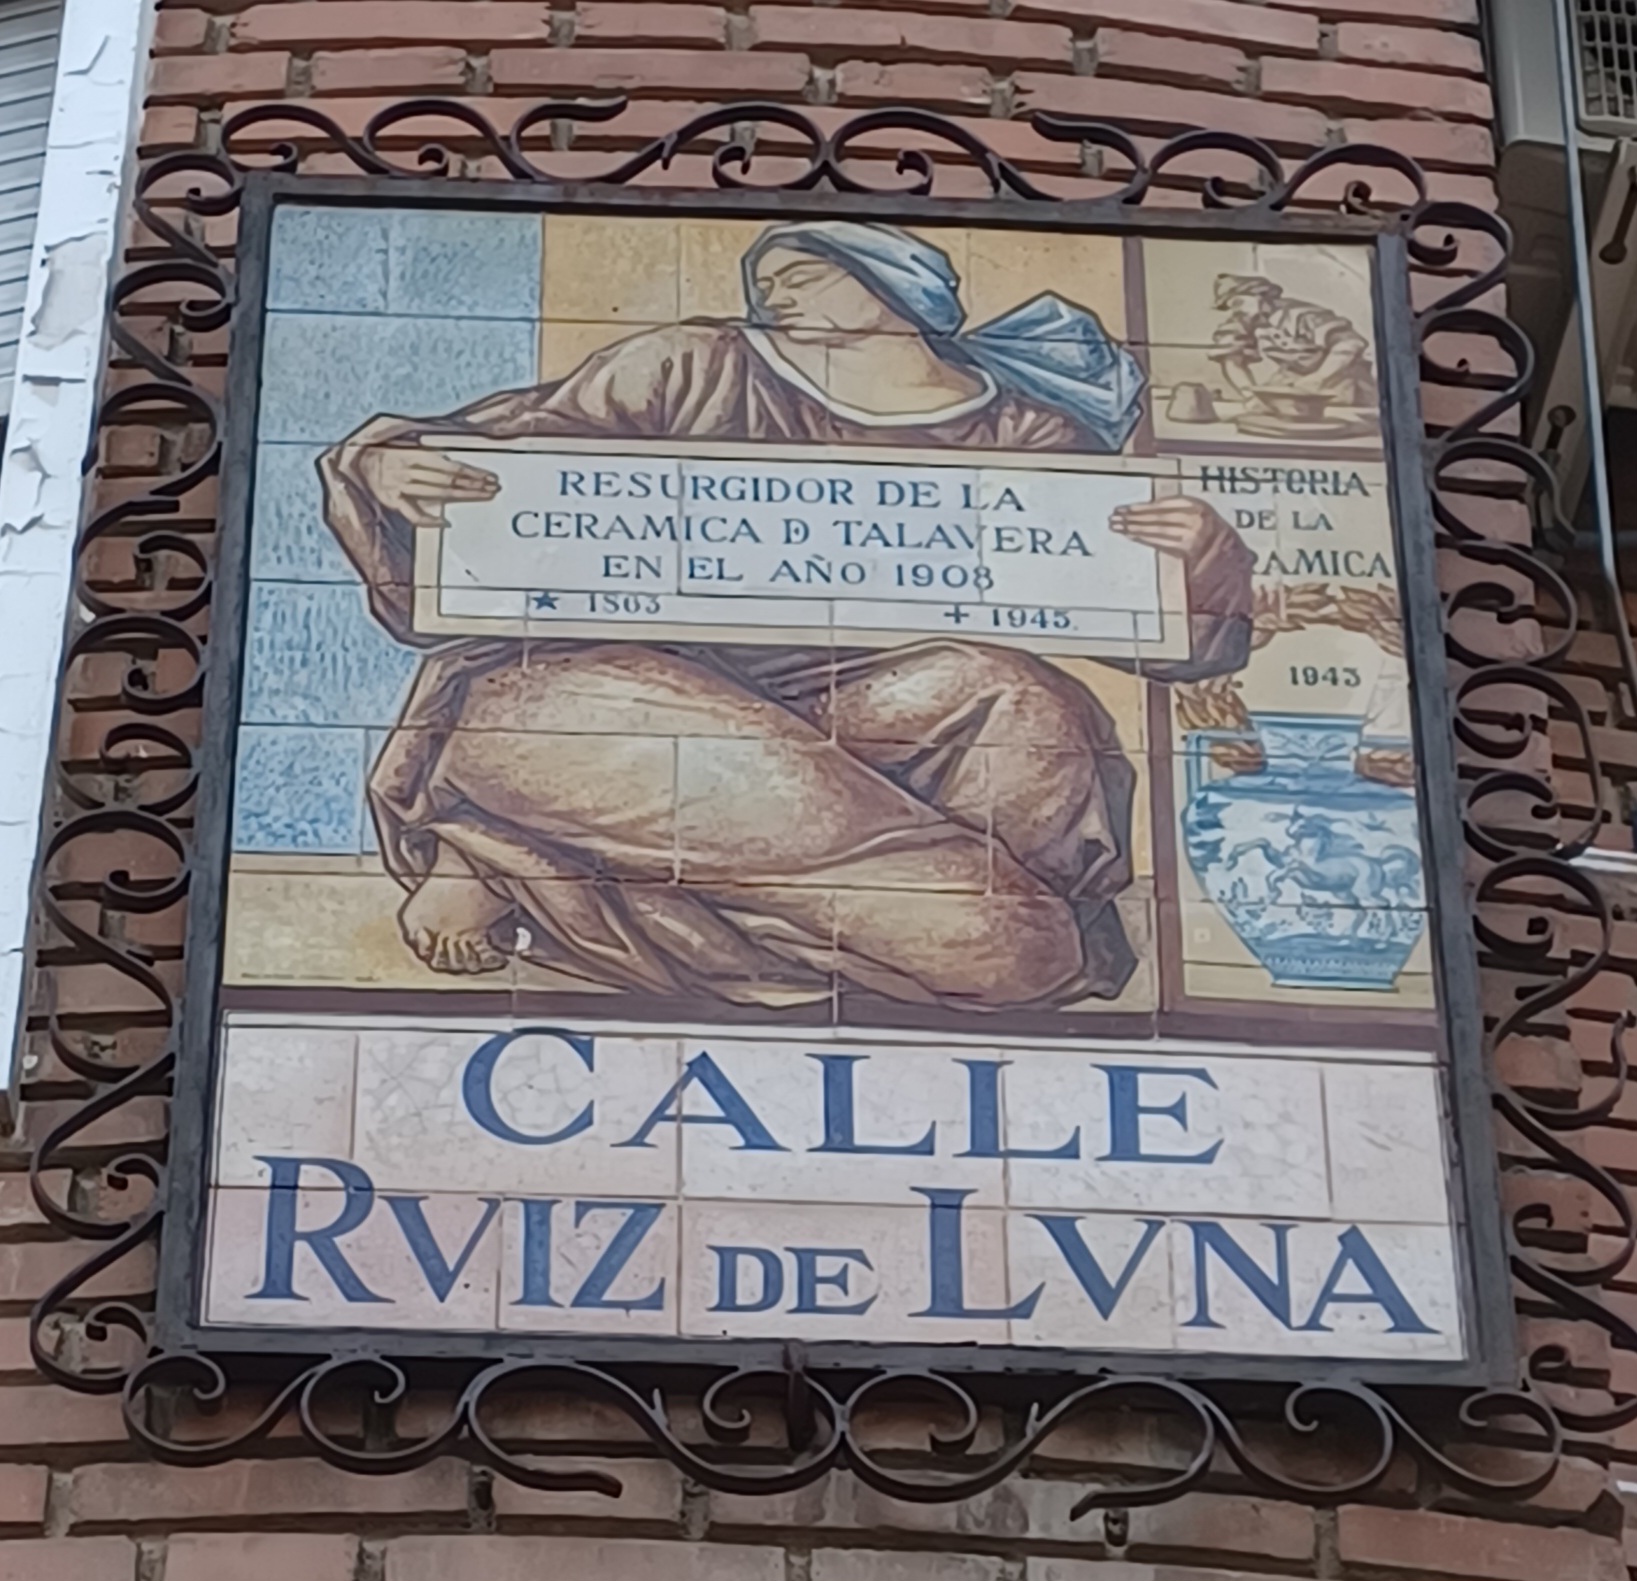 RESURGIDOR DE LA
CERAMICA D TALAVERA
EN EL AÑO 1908
★ 1863 + 1945.
HISTORIA
DE LA
RAMICA
1943
CALLE
RVIZ DE LVNA